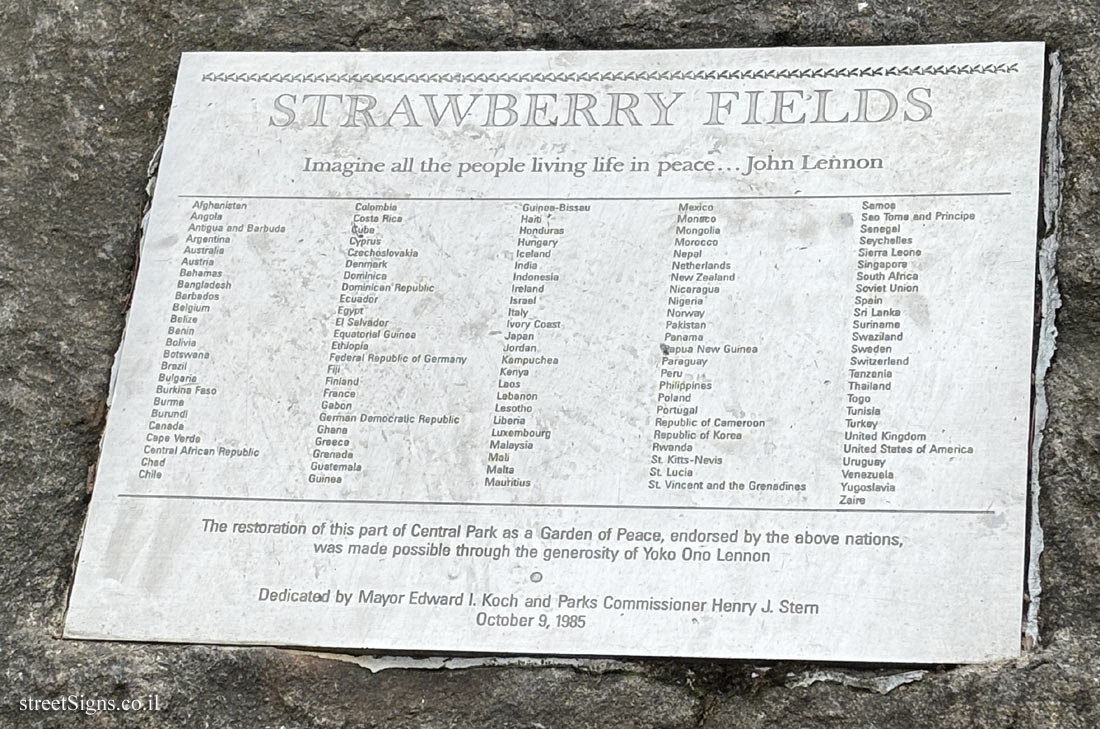 STRAWBERRY FIELDS
Imagine all the people living life in peace... John Lennon
Afghanistan
Angola
Antigua and Barbuda
Argentina
Australia
Austria
Bahamas
Bangladesh
Barbados
Belgium
Belize
Benin
Bolivia
Botswana
Brazil
Bulgaria
Burkina Faso
Burma
Burundi
Canada
Cape Verde
Central African Republic
Chad
Chile
Colombia
Costa Rica
Cuba
Cyprus
Czechoslovakia
Denmark
Dominica
Dominican Republic
Ecuador
Egypt
El Salvador
Equatorial Guinea
Ethiopia
Federal Republic of Germany
Fiji
Finland
France
Gabon
German Democratic Republic
Ghana
Greece
Grenada
Guatemala
Guinea
Guinea-Bissau
Haiti
Honduras
Hungary
Iceland
India
Indonesia
Ireland
Israel
Italy
Ivory Coast
Japan
Jordan
Kampuchea
Kenya
Laos
Lebanon
Lesotho
Liberia
Luxembourg
Malaysia
Mali
Malta
Mauritius
Mexico
Monaco
Mongolia
Morocco
Nepal
Netherlands
New Zealand
Nicaragua
Nigeria
Norway
Pakistan
Panama
Papua New Guinea
Paraguay
Peru
Philippines
Poland
Portugal
Republic of Cameroon
Republic of Korea
Rwanda
St. Kitts-Nevis
St. Lucia
St. Vincent and the Grenadines
Samoa
Sao Tome and Principe
Senegal
Seychelles
Sierra Leone
Singapore
South Africa
Soviet Union
Spain
Sri Lanka
Suriname
Swaziland
Sweden
Switzerland
Tanzania
Thailand
Togo
Tunisia
Turkey
United Kingdom
United States of America
Uruguay
Venezuela
Yugoslavia
Zaire
The restoration of this part of Central Park as a Garden of Peace, endorsed by the above nations,
was made possible through the generosity of Yoko Ono Lennon
Dedicated by Mayor Edward I. Koch and Parks Commissioner Henry J. Stern
October 9, 1985
streetSigns.co.il